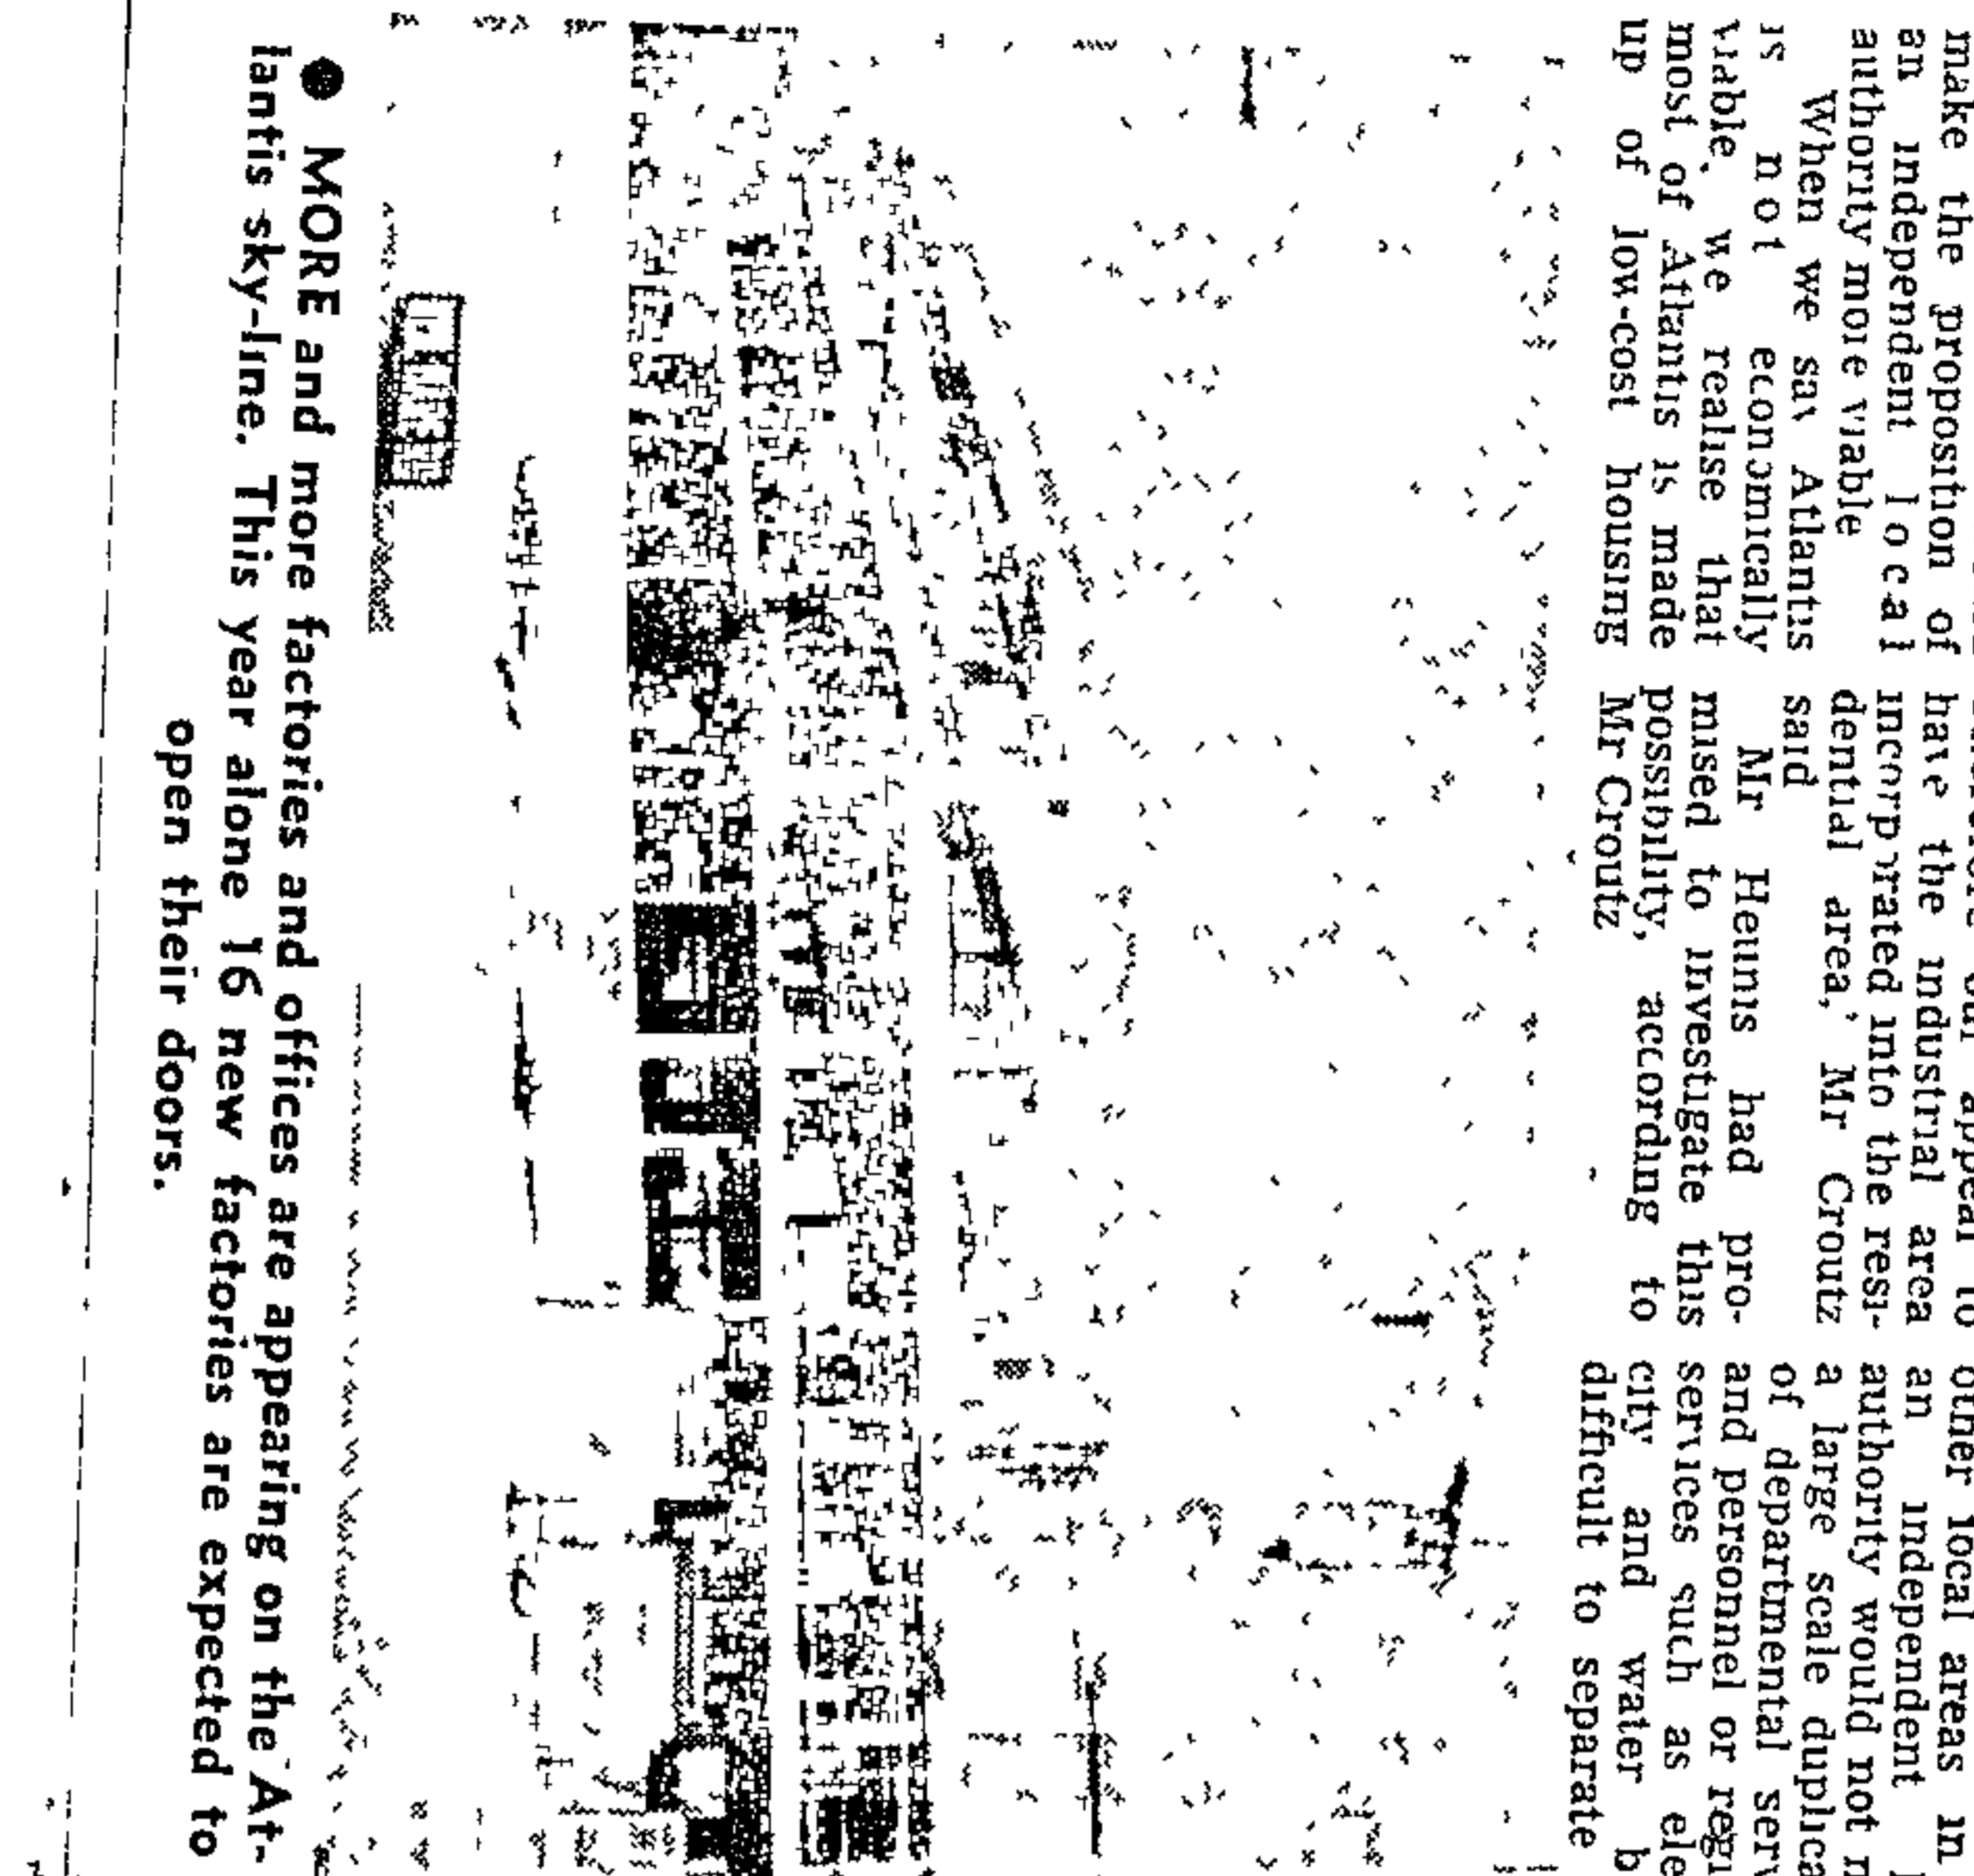 make the proposition of
an independent local
authority more viable
When we say Atlantis
is not economically
viable, we realise that
most of Atlantis is made
up of low-cost housing
appeal to
have the industrial area
incorporated into the resi-
dential area,' Mr Croutz
said
Mr Heunis had pro-
mised to investigate this
possibility, according to
Mr Croutz
other local areas in
an independent
authority would not
a large scale duplica
of departmental serv
and personnel or regi
services such as ele
city and water b
difficult to separate
● MORE and more factories and offices are appearing on the At-
lantis sky-line. This year alone 16 new factories are expected to
open their doors.